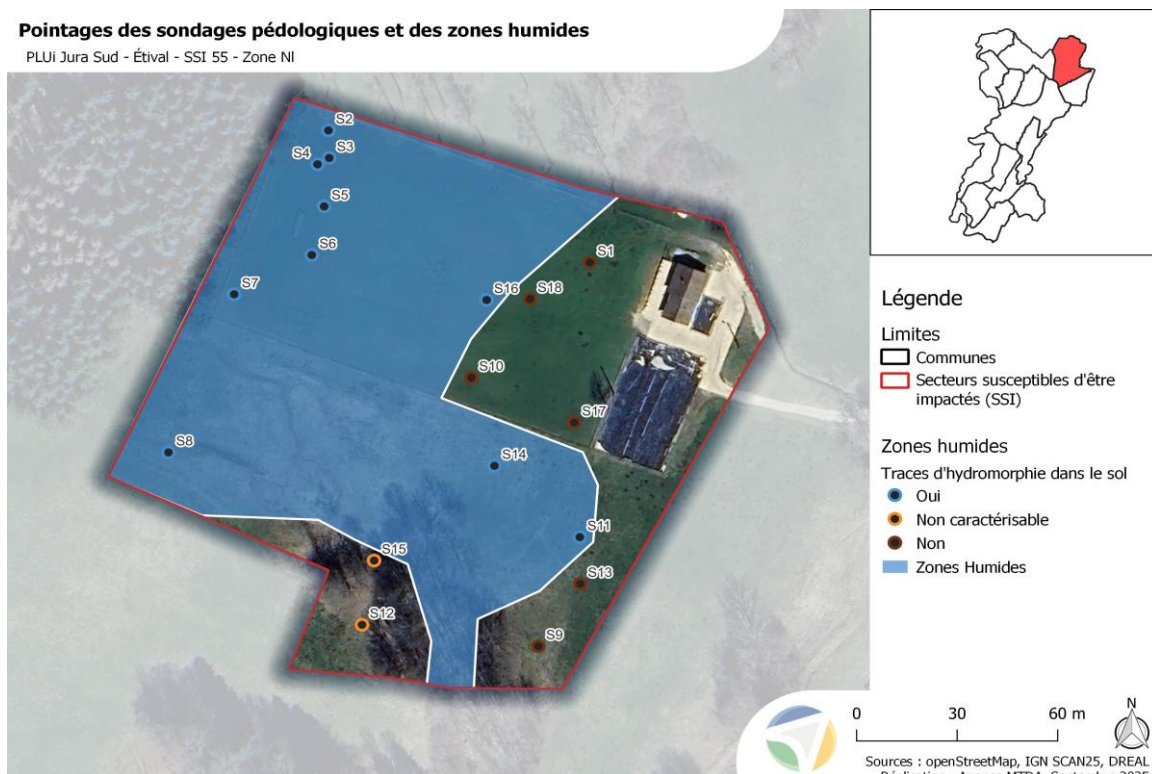 Pointages des sondages pédologiques et des zones humides
PLUi Jura Sud - Étival - SSI 55 - Zone Nl
S2
S3
S4
S5
S6
S7
S1
S18
S16
S10
S17
S8
S14
S11
S15
S13
S12
S9
Légende
Limites
Communes
Secteurs susceptibles d'être
impactés (SSI)
Zones humides
Traces d'hydromorphie dans le sol
Oui
Non caractérisable
Non
Zones Humides
0 30 60 m
N
Sources : openStreetMap, IGN SCAN25, DREAL